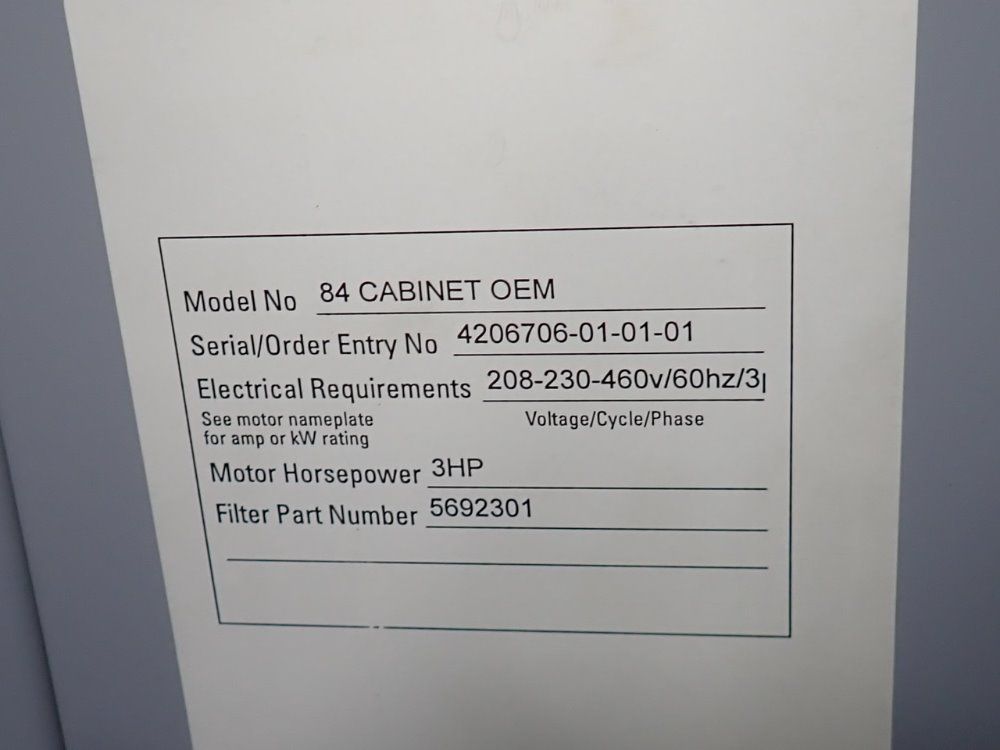 Model No 84 CABINET OEM
Serial/Order Entry No 4206706-01-01-01
Electrical Requirements 208-230-460v/60hz/3
See motor nameplate
for amp or kW rating
Voltage/Cycle/Phase
Motor Horsepower 3HP
Filter Part Number 5692301